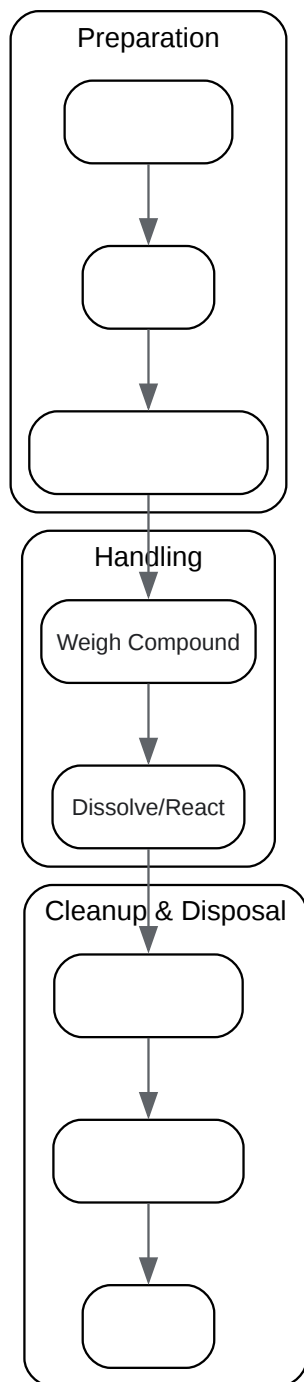 Preparation
Handling
Weigh Compound
Dissolve/React
Cleanup & Disposal